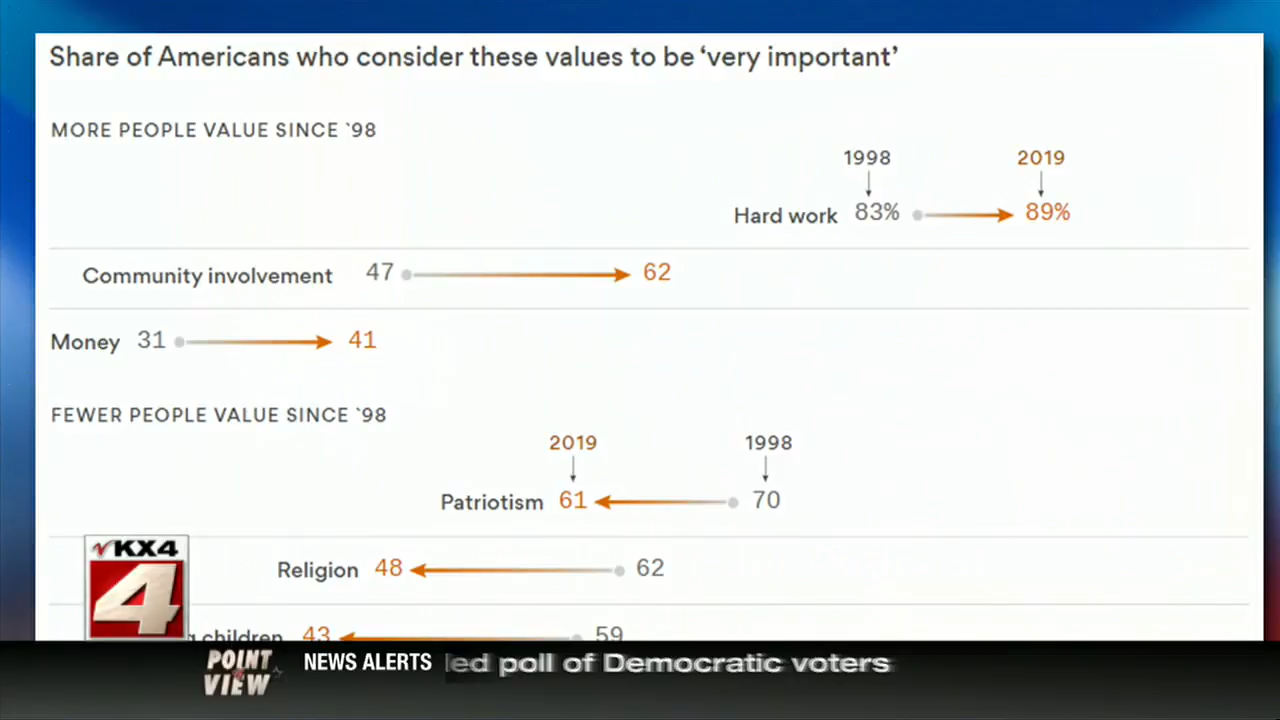 Share of Americans who consider these values to be ‘very important’
MORE PEOPLE VALUE SINCE `98
1998 2019
Hard work 83% 89%
Community involvement 47 62
Money 31 41
FEWER PEOPLE VALUE SINCE `98
2019 1998
Patriotism 61 70
Religion 48 62
children 43 59
KX4
4
POINT
VIEW
NEWS ALERTS led poll of Democratic voters